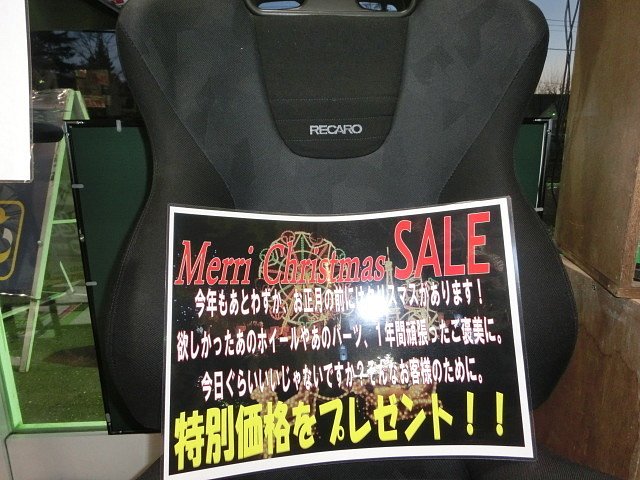 RECARO
Merri Christmas SALE
今年もあとわずか、お正月の前にはクリスマスがあります！
欲しかったあのホイールやあのパーツ、1年間頑張ったご褒美に。
今日ぐらいいいじゃないですか？そんなお客様のために。
特別価格をプレゼント！！